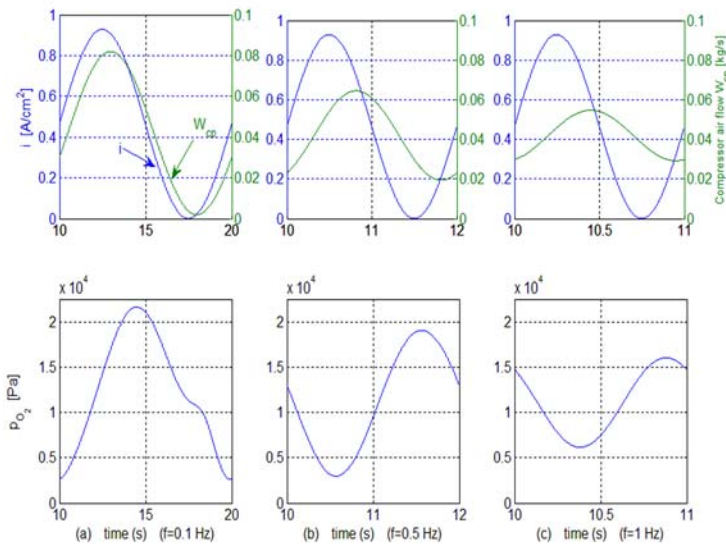 1 0.1 1 0.1 1 0.1
0.8 0.08 0.8 0.08 0.8 0.08
0.6 0.06 0.6 0.06 0.6 0.06
0.4 0.04 0.4 0.04 0.4 0.04
0.2 0.02 0.2 0.02 0.2 0.02
0 0 0 0 0 0
i [A/cm²]
i
W_cp
Compressor air flow W_cp [kg/s]
10 15 20 10 11 12 10 10.5 11
x 10⁴ x 10⁴ x 10⁴
2 2 2
1.5 1.5 1.5
1 1 1
0.5 0.5 0.5
0 0 0
p_O₂ [Pa]
10 15 20 10 11 12 10 10.5 11
(a) time (s) (f=0.1 Hz) (b) time (s) (f=0.5 Hz) (c) time (s) (f=1 Hz)